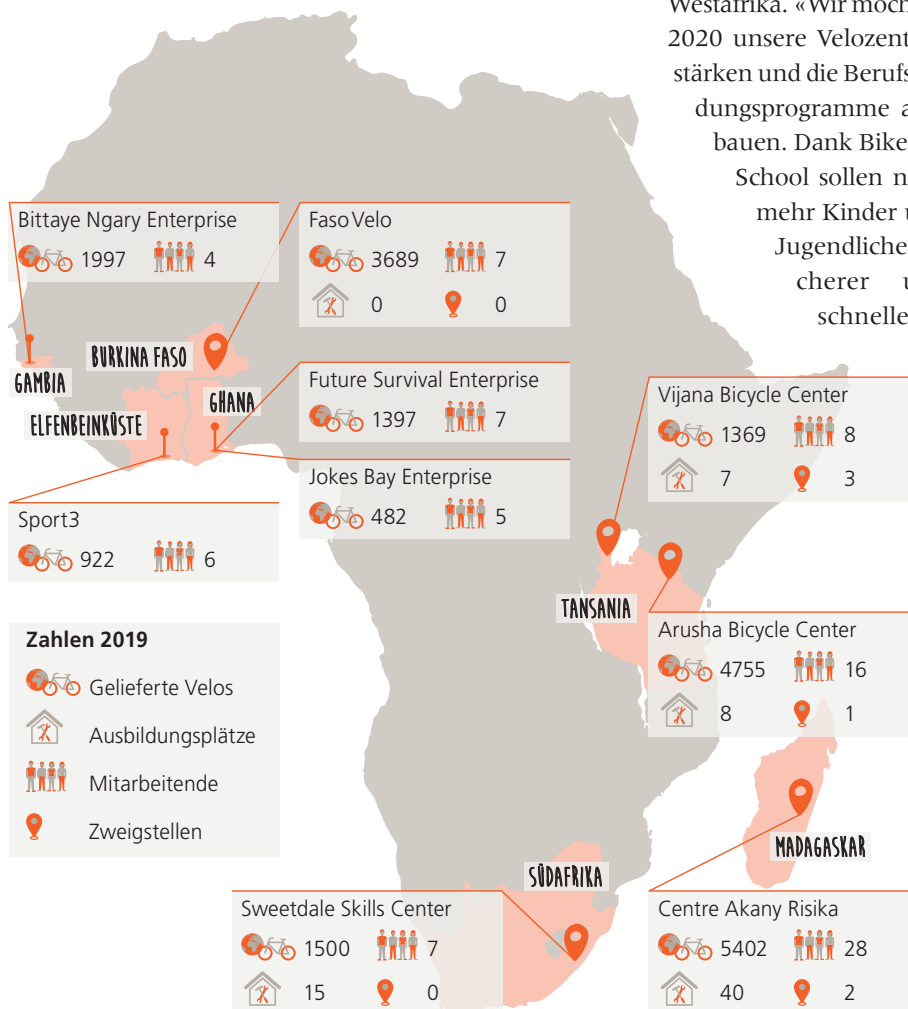 Westafrika. «Wir möch
2020 unsere Velozent
stärken und die Berufs
dungsprogramme a
bauen. Dank Bike
School sollen n
mehr Kinder u
Jugendliche
cherer u
schnelle
Bittaye Ngary Enterprise
1997 4
Faso Velo
3689 7
0 0
BURKINA FASO
GAMBIA
GHANA
ELFENBEINKÜSTE
Future Survival Enterprise
1397 7
Jokes Bay Enterprise
482 5
Sport3
922 6
Vijana Bicycle Center
1369 8
7 3
TANSANIA
Arusha Bicycle Center
4755 16
8 1
Zahlen 2019
Gelieferte Velos
Ausbildungsplätze
Mitarbeitende
Zweigstellen
MADAGASKAR
SÜDAFRIKA
Sweetdale Skills Center
1500 7
15 0
Centre Akany Risika
5402 28
40 2